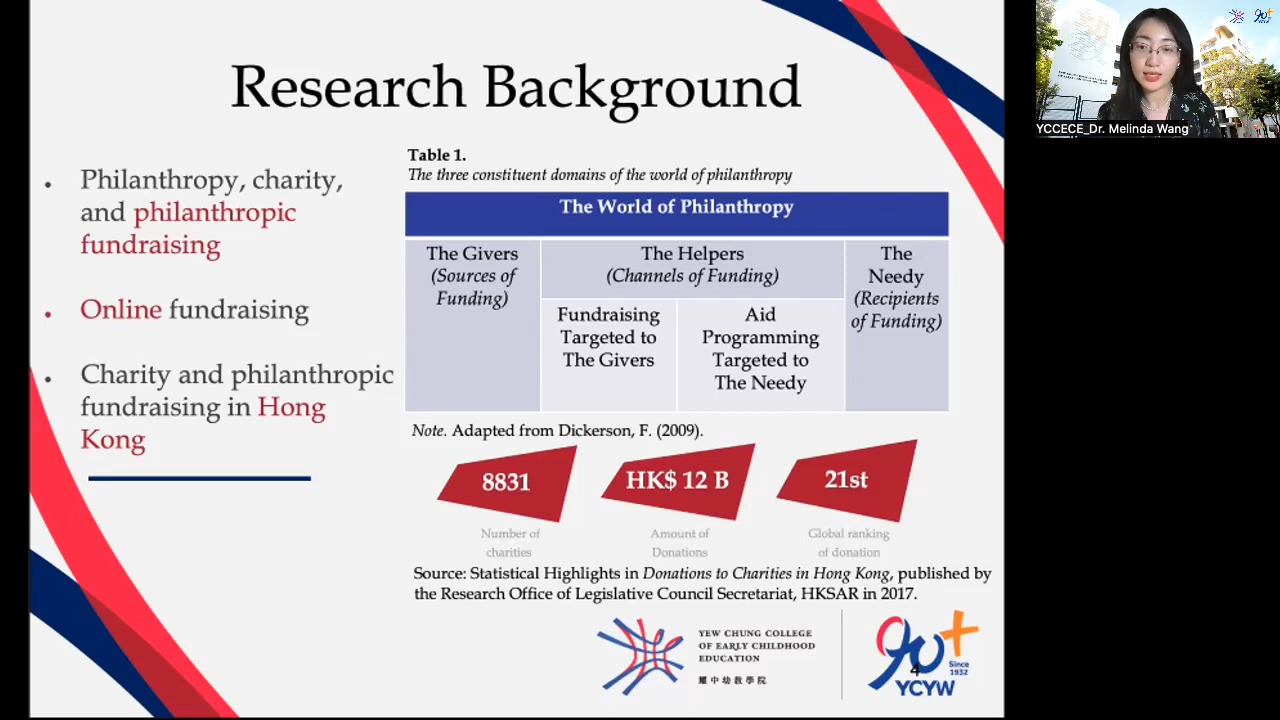 Research Background
Philanthropy, charity,
and philanthropic
fundraising
Online fundraising
Charity and philanthropic
fundraising in Hong
Kong
Table 1.
The three constituent domains of the world of philanthropy
The World of Philanthropy
The Givers
(Sources of
Funding)
The Helpers
(Channels of Funding)
Fundraising
Targeted to
The Givers
Aid
Programming
Targeted to
The Needy
The
Needy
(Recipients
of Funding)
Note. Adapted from Dickerson, F. (2009).
8831
Number of
charities
HK$ 12 B
Amount of
Donations
21st
Global ranking
of donation
Source: Statistical Highlights in Donations to Charities in Hong Kong, published by
the Research Office of Legislative Council Secretariat, HKSAR in 2017.
YEW CHUNG COLLEGE
OF EARLY CHILDHOOD
EDUCATION
耀中幼教學院
90+
Since
1932
YCYW
4
YCCECE_Dr. Melinda Wang